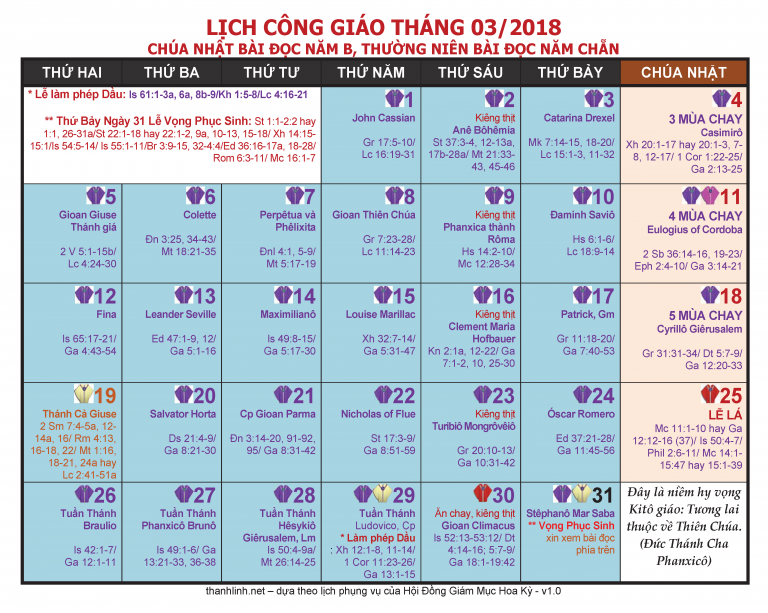 LỊCH CÔNG GIÁO THÁNG 03/2018
CHÚA NHẬT BÀI ĐỌC NĂM B, THƯỜNG NIÊN BÀI ĐỌC NĂM CHẴN
THỨ HAI THỨ BA THỨ TƯ THỨ NĂM THỨ SÁU THỨ BẢY CHÚA NHẬT
* Lễ làm phép Dầu: Is 61:1-3a, 6a, 8b-9/Kh 1:5-8/Lc 4:16-21
** Thứ Bảy Ngày 31 Lễ Vọng Phục Sinh: St 1:1-2:2 hay
1:1, 26-31a/St 22:1-18 hay 22:1-2, 9a, 10-13, 15-18/ Xh 14:15-
15:1/Is 54:5-14/ Is 55:1-11/Br 3:9-15, 32-4:4/Ed 36:16-17a, 18-28/
Rom 6:3-11/ Mc 16:1-7
1
John Cassian
Gr 17:5-10/
Lc 16:19-31
2
Kiêng thịt
Anê Bôhêmia
St 37:3-4, 12-13a,
17b-28a/ Mt 21:33-
43, 45-46
3
Catarina Drexel
Mk 7:14-15, 18-20/
Lc 15:1-3, 11-32
4
3 MÙA CHAY
Casimirô
Xh 20:1-17 hay 20:1-3, 7-
8, 12-17/ 1 Cor 1:22-25/
Ga 2:13-25
5
Gioan Giuse
Thánh giá
2 V 5:1-15b/
Lc 4:24-30
6
Colette
Đn 3:25, 34-43/
Mt 18:21-35
7
Perpêtua và
Phêlixita
Đnl 4:1, 5-9/
Mt 5:17-19
8
Gioan Thiên Chúa
Gr 7:23-28/
Lc 11:14-23
9
Kiêng thịt
Phanxica thành
Rôma
Hs 14:2-10/
Mc 12:28-34
10
Đaminh Saviô
Hs 6:1-6/
Lc 18:9-14
11
4 MÙA CHAY
Eulogius of Cordoba
2 Sb 36:14-16, 19-23/
Eph 2:4-10/ Ga 3:14-21
12
Fina
Is 65:17-21/
Ga 4:43-54
13
Leander Seville
Ed 47:1-9, 12/
Ga 5:1-16
14
Maximilianô
Is 49:8-15/
Ga 5:17-30
15
Louise Marillac
Xh 32:7-14/
Ga 5:31-47
16
Kiêng thịt
Clement Maria
Hofbauer
Kn 2:1a, 12-22/ Ga
7:1-2, 10, 25-30
17
Patrick, Gm
Gr 11:18-20/
Ga 7:40-53
18
5 MÙA CHAY
Cyrillô Giêrusalem
Gr 31:31-34/ Dt 5:7-9/
Ga 12:20-33
19
Thánh Cả Giuse
2 Sm 7:4-5a, 12-
14a, 16/ Rm 4:13,
16-18, 22/ Mt 1:16,
18-21, 24a hay
Lc 2:41-51a
20
Salvator Horta
Ds 21:4-9/
Ga 8:21-30
21
Cp Gioan Parma
Đn 3:14-20, 91-92,
95/ Ga 8:31-42
22
Nicholas of Flue
St 17:3-9/
Ga 8:51-59
23
Kiêng thịt
Turibiô Mongrôvêiô
Gr 20:10-13/
Ga 10:31-42
24
Óscar Romero
Ed 37:21-28/
Ga 11:45-56
25
LỄ LÁ
Mc 11:1-10 hay Ga
12:12-16 (37)/ Is 50:4-7/
Phil 2:6-11/ Mc 14:1-
15:47 hay 15:1-39
26
Tuần Thánh
Braulio
Is 42:1-7/
Ga 12:1-11
27
Tuần Thánh
Phanxicô Brunô
Is 49:1-6/ Ga
13:21-33, 36-38
28
Tuần Thánh
Hêsykiô
Giêrusalem, Lm
Is 50:4-9a/
Mt 26:14-25
29
Tuần Thánh
Ludovico, Cp
* Làm phép Dầu
: Xh 12:1-8, 11-14/
1 Cor 11:23-26/
Ga 13:1-15
30
Ăn chay, kiêng thịt
Gioan Climacus
Is 52:13-53:12/ Dt
4:14-16; 5:7-9/
Ga 18:1-19:42
31
Stêphanô Mar Saba
** Vọng Phục Sinh
xin xem bài đọc
phía trên
Đây là niềm hy vọng
Kitô giáo: Tương lai
thuộc về Thiên Chúa.
(Đức Thánh Cha
Phanxicô)
thanhlinh.net – dựa theo lịch phụng vụ của Hội Đồng Giám Mục Hoa Kỳ - v1.0